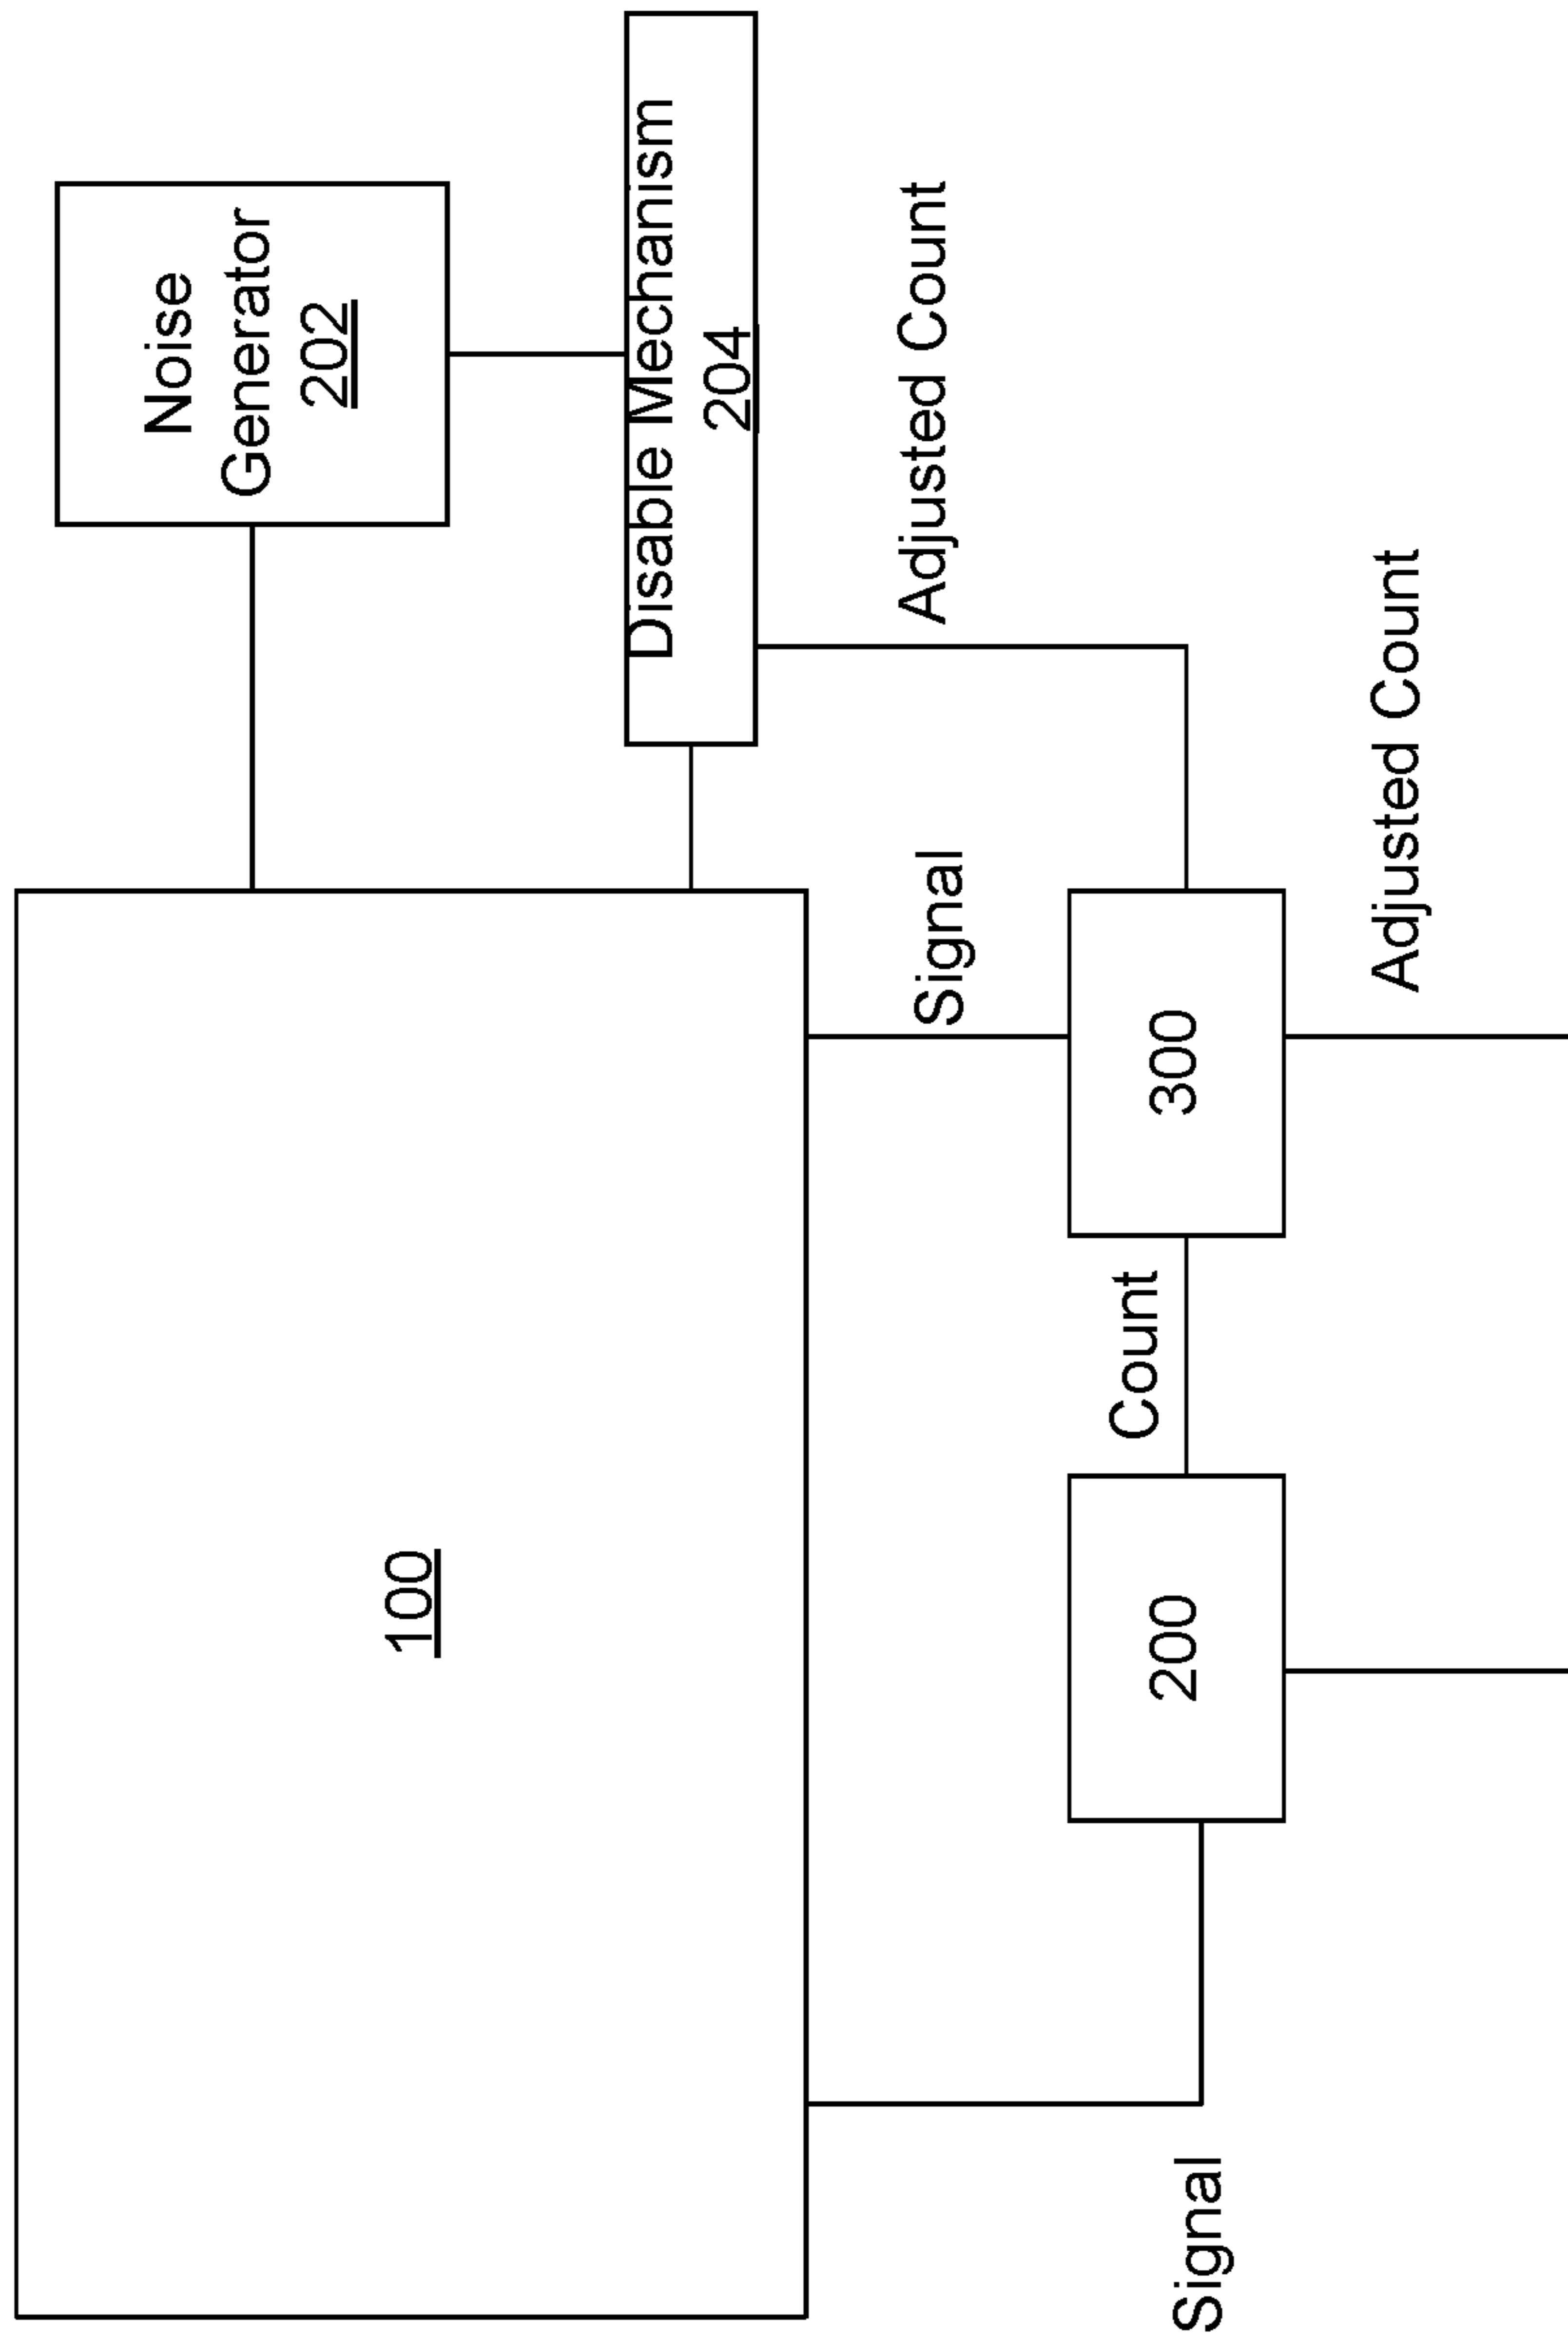 Noise
Generator
202
Disable Mechanism
204
100
Signal
Adjusted Count
Signal
200
Count
300
Adjusted Count